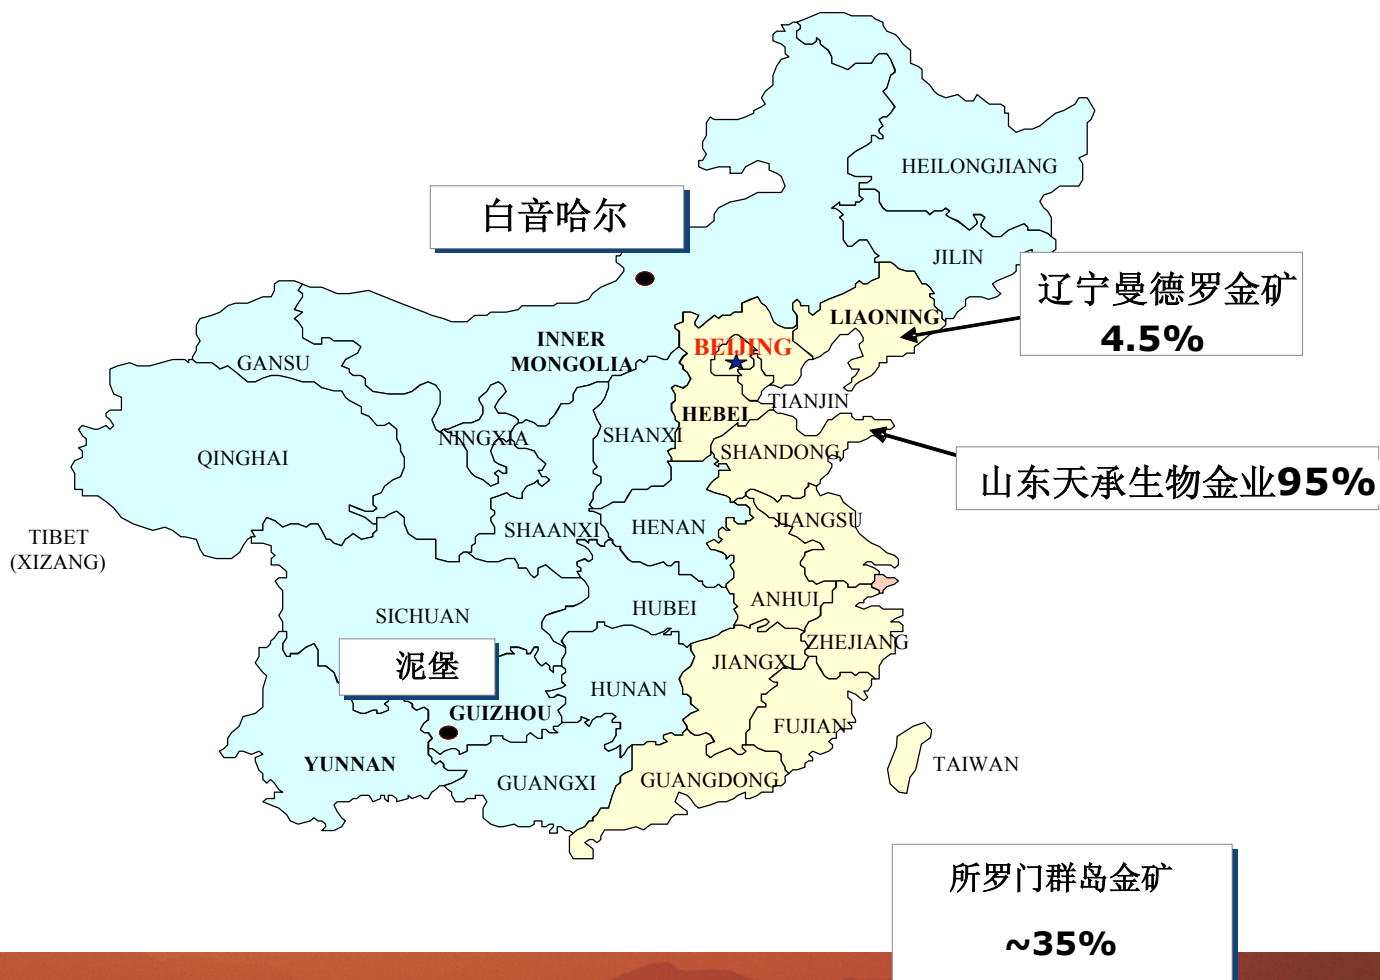 HEILONGJIANG
白音哈尔
JILIN
辽宁曼德罗金矿
4.5%
LIAONING
INNER
MONGOLIA
BEIJING
GANSU
TIANJIN
HEBEI
NINGXIA
SHANXI
SHANDONG
QINGHAI
山东天承生物金业95%
JIANGSU
SHAANXI
HENAN
TIBET
(XIZANG)
ANHUI
HUBEI
SICHUAN
ZHEJIANG
泥堡
JIANGXI
HUNAN
GUIZHOU
FUJIAN
YUNNAN
TAIWAN
GUANGXI
GUANGDONG
所罗门群岛金矿
~35%